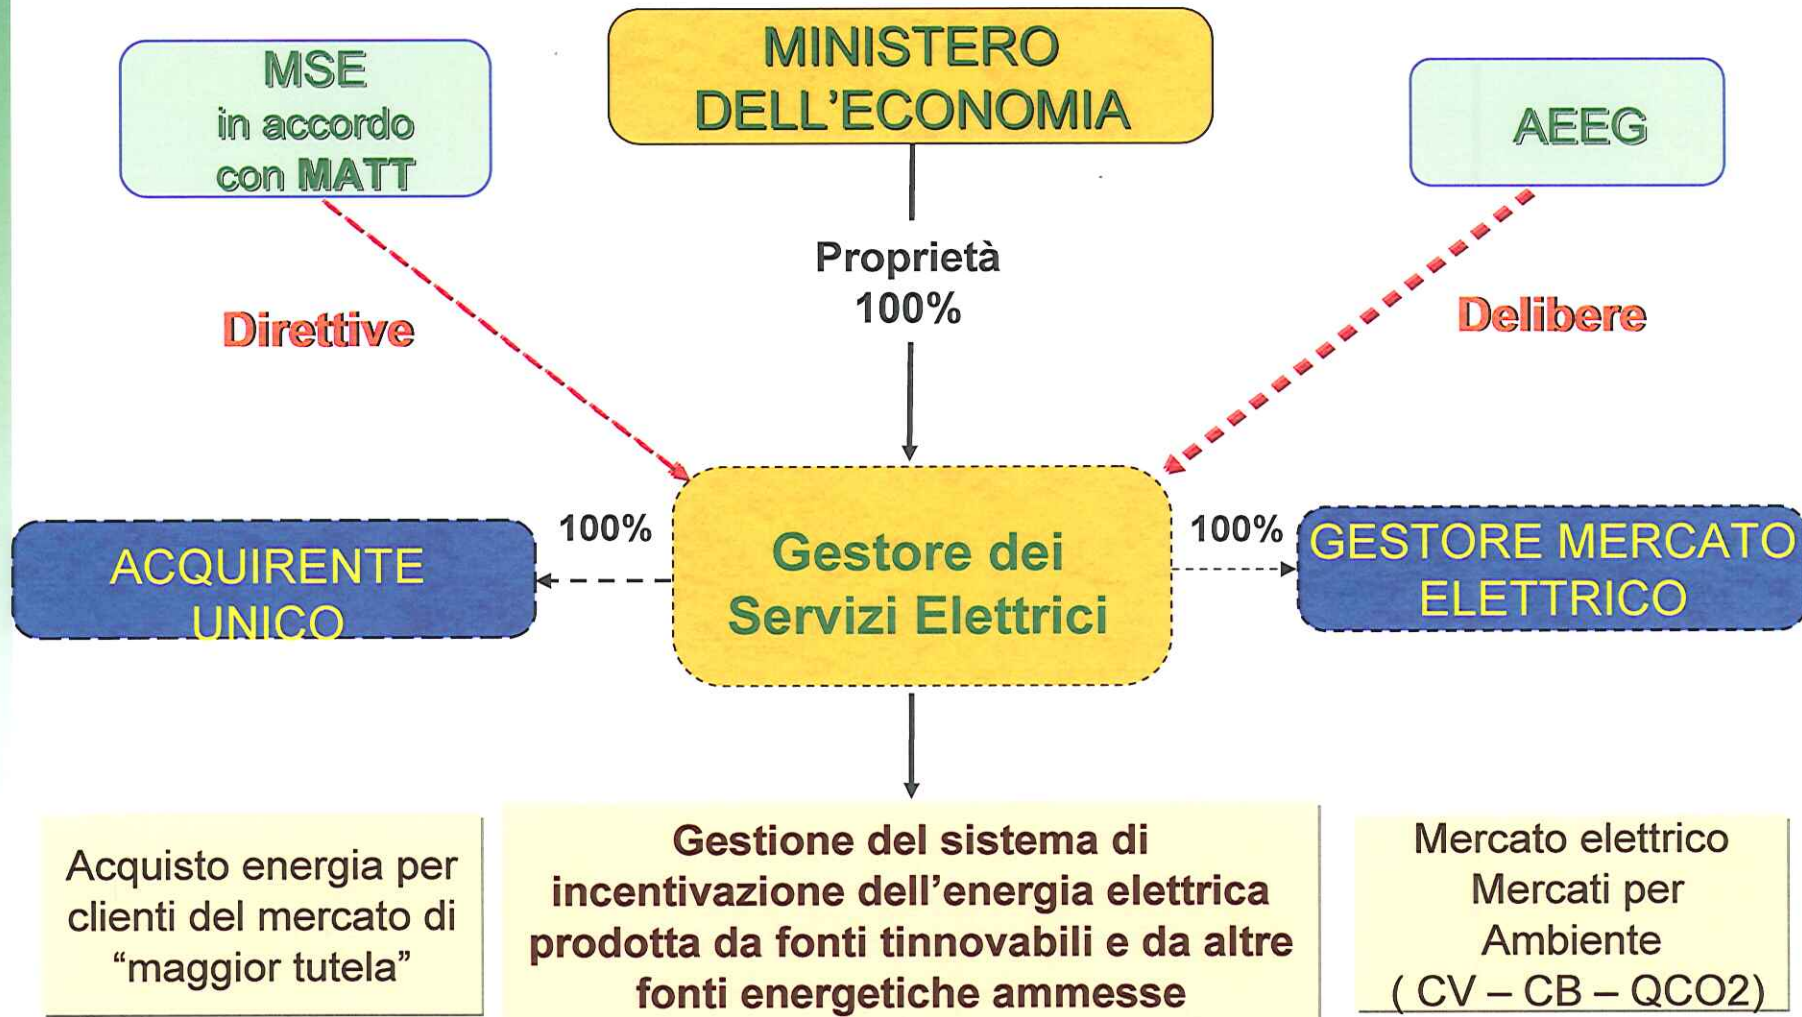 MSE
in accordo
con MATT
MINISTERO
DELL'ECONOMIA
AEEG
Proprietà
100%
Direttive
Delibere
100%
100%
ACQUIRENTE
UNICO
Gestore dei
Servizi Elettrici
GESTORE MERCATO
ELETTRICO
Acquisto energia per
clienti del mercato di
“maggior tutela”
Gestione del sistema di
incentivazione dell’energia elettrica
prodotta da fonti tinnovabili e da altre
fonti energetiche ammesse
Mercato elettrico
Mercati per
Ambiente
( CV – CB – QCO2)